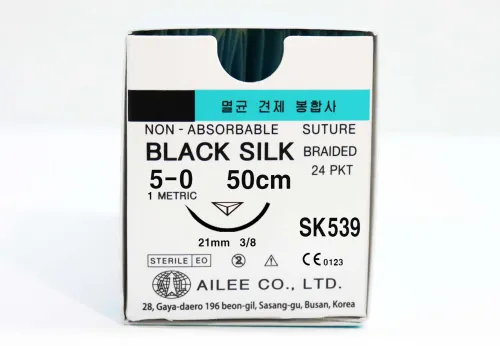 멸균 견제 봉합사
NON - ABSORBABLE SUTURE
BLACK SILK BRAIDED
5-0 50cm 24 PKT
1 METRIC
21mm 3/8 SK539
STERILE EO 2 CE 0123
AILEE CO., LTD.
28, Gaya-daero 196 beon-gil, Sasang-gu, Busan, Korea